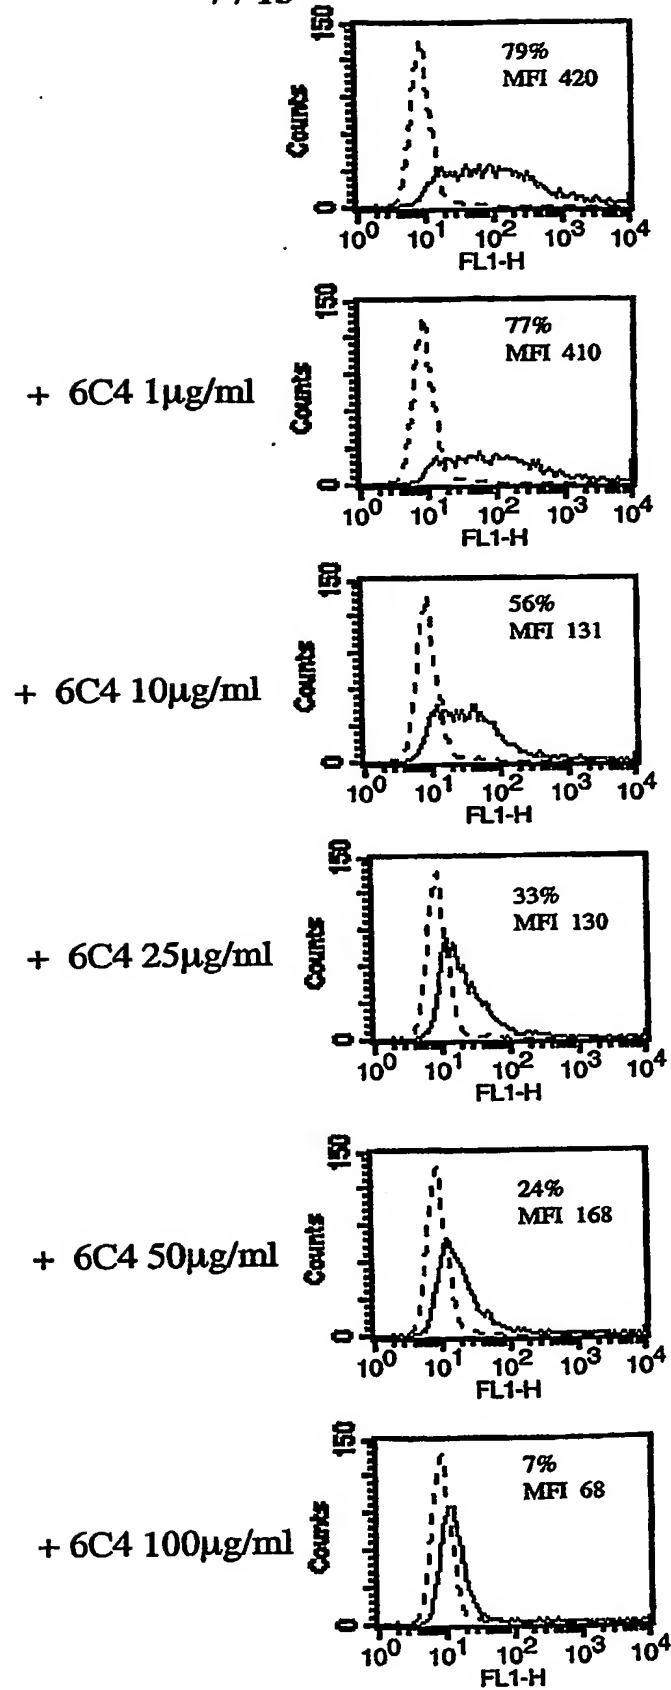 150
79%
MFI 420
Counts
0
10^0 10^1 10^2 10^3 10^4
FL1-H
150
77%
MFI 410
+ 6C4 1µg/ml
Counts
0
10^0 10^1 10^2 10^3 10^4
FL1-H
150
56%
MFI 131
+ 6C4 10µg/ml
Counts
0
10^0 10^1 10^2 10^3 10^4
FL1-H
150
33%
MFI 130
+ 6C4 25µg/ml
Counts
0
10^0 10^1 10^2 10^3 10^4
FL1-H
150
24%
MFI 168
+ 6C4 50µg/ml
Counts
0
10^0 10^1 10^2 10^3 10^4
FL1-H
150
7%
MFI 68
+ 6C4 100µg/ml
Counts
0
10^0 10^1 10^2 10^3 10^4
FL1-H